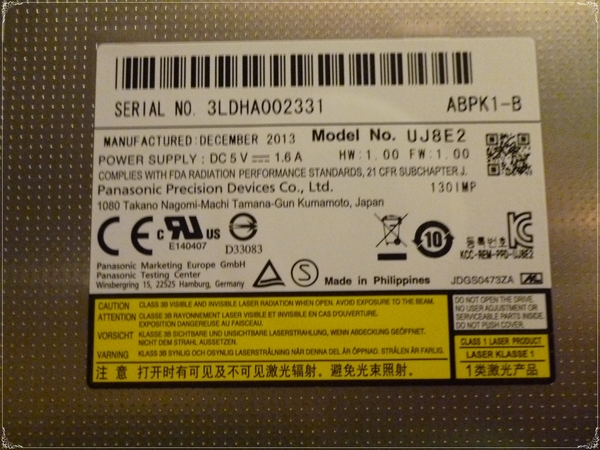 SERIAL NO. 3LDHA002331 ABPK1-B
MANUFACTURED: DECEMBER 2013 Model No. UJ8E2
POWER SUPPLY : DC 5 V ⎓ 1.6 A HW:1.00 FW:1.00
COMPLIES WITH FDA RADIATION PERFORMANCE STANDARDS, 21 CFR SUBCHAPTER J.
Panasonic Precision Devices Co., Ltd. 1301MP
1080 Takano Nagomi-Machi Tamana-Gun Kumamoto, Japan
CE c RU US
E140407 D33083
10
KCC-REM-PPD-UJ8E2
Panasonic Marketing Europe GmbH
Panasonic Testing Center
Winsbergring 15, 22525 Hamburg, Germany
S
Made in Philippines JDGS0473ZA
CAUTION CLASS 3B VISIBLE AND INVISIBLE LASER RADIATION WHEN OPEN. AVOID EXPOSURE TO THE BEAM.
ATTENTION CLASSE 3B RAYONNEMENT LASER VISIBLE ET INVISIBLE EN CAS D'OUVERTURE.
EXPOSITION DANGEREUSE AU FAISCEAU.
VORSICHT KLASSE 3B SICHTBARE UND UNSICHTBARE LASERSTRAHLUNG, WENN ABDECKUNG GEÖFFNET.
NICHT DEM STRAHL AUSSETZEN.
VARNING KLASS 3B SYNLIG OCH OSYNLIG LASERSTRÅLNING NÄR DENNA DEL ÄR ÖPPNAD. STRÅLEN ÄR FARLIG.
注意 打开时有可见及不可见激光辐射。避免光束照射。
DO NOT OPEN THE DRIVE.
NO USER ADJUSTMENT OR
SERVICEABLE PARTS INSIDE.
DO NOT PUSH COVER.
CLASS 1 LASER PRODUCT
LASER KLASSE 1
1类激光产品